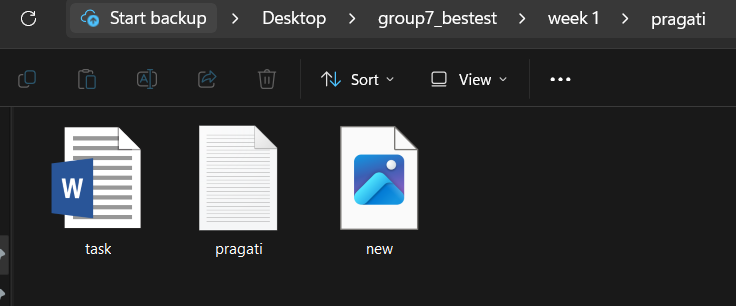 Start backup > Desktop > group7_bestest > week 1 > pragati
Sort View
W
task pragati new